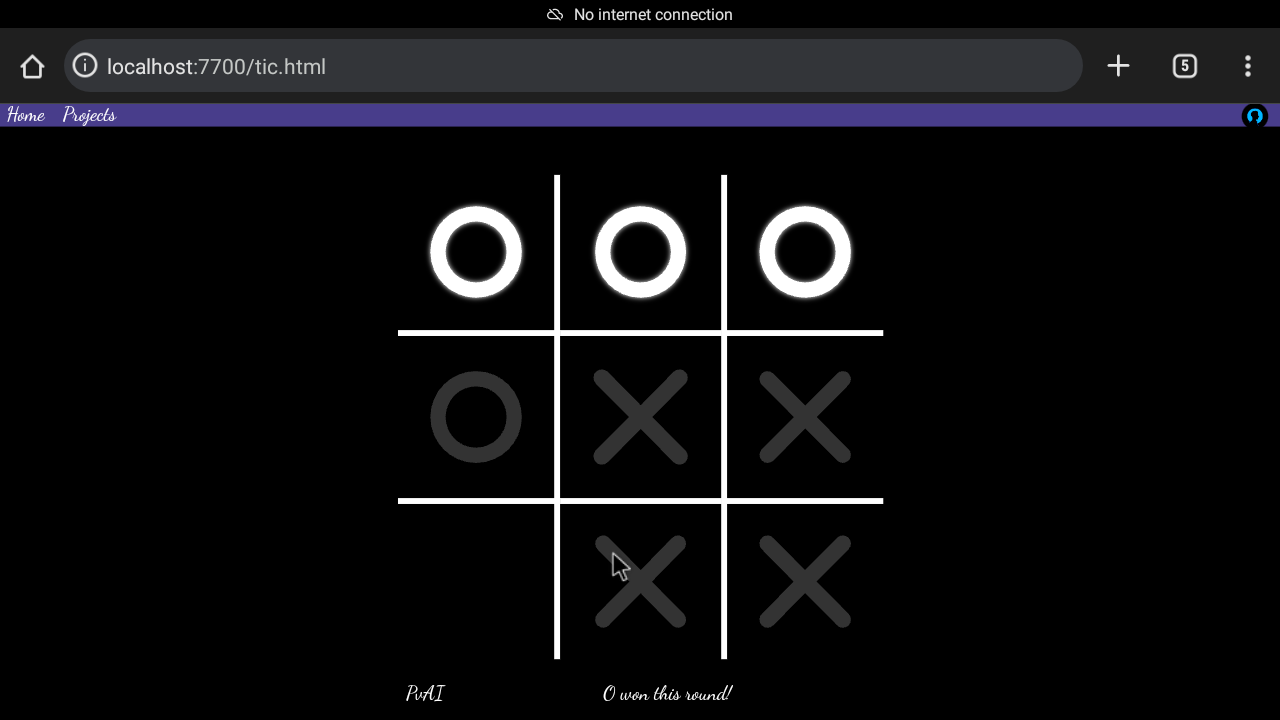 No internet connection
localhost:7700/tic.html
5
Home Projects
O O O
O X X
X X
PvAI O won this round!